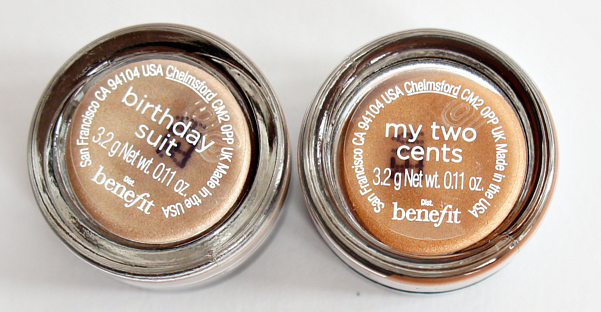 San Francisco CA 94104 USA Chelmsford CM2 0PP UK Made in the USA
birthday
suit
3.2 g Net wt. 0.11 oz.
Dist.
benefit
San Francisco CA 94104 USA Chelmsford CM2 0PP UK Made in the USA
my two
cents
3.2 g Net wt. 0.11 oz.
Dist.
benefit